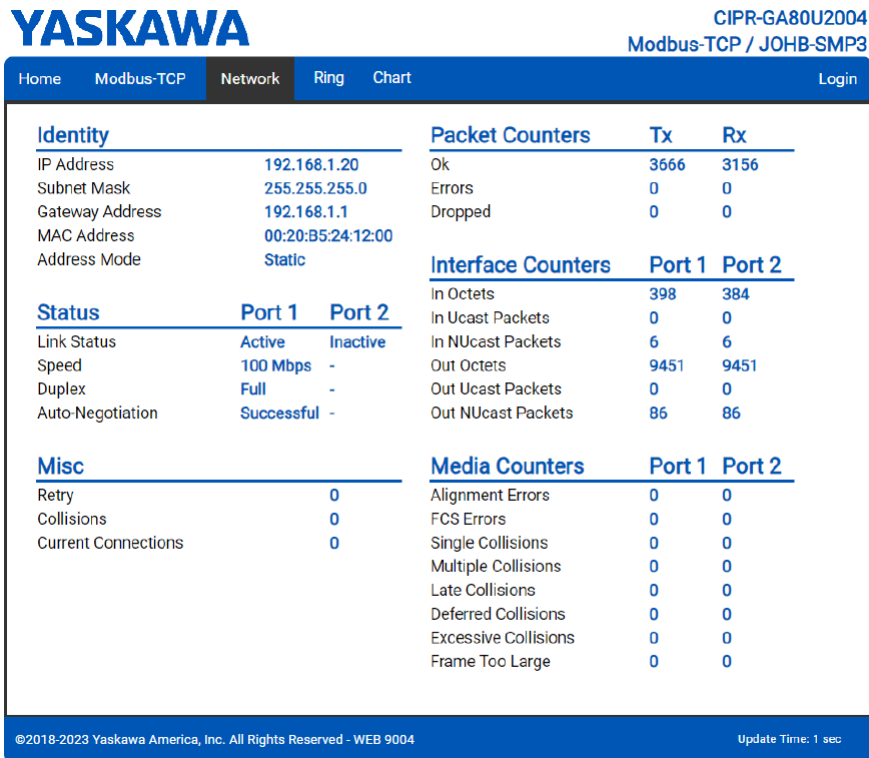 YASKAWA
CIPR-GA80U2004
Modbus-TCP / JOHB-SMP3
Home Modbus-TCP Network Ring Chart Login
Identity
IP Address 192.168.1.20
Subnet Mask 255.255.255.0
Gateway Address 192.168.1.1
MAC Address 00:20:B5:24:12:00
Address Mode Static
Status Port 1 Port 2
Link Status Active Inactive
Speed 100 Mbps -
Duplex Full -
Auto-Negotiation Successful -
Misc
Retry 0
Collisions 0
Current Connections 0
Packet Counters Tx Rx
Ok 3666 3156
Errors 0 0
Dropped 0 0
Interface Counters Port 1 Port 2
In Octets 398 384
In Ucast Packets 0 0
In NUcast Packets 6 6
Out Octets 9451 9451
Out Ucast Packets 0 0
Out NUcast Packets 86 86
Media Counters Port 1 Port 2
Alignment Errors 0 0
FCS Errors 0 0
Single Collisions 0 0
Multiple Collisions 0 0
Late Collisions 0 0
Deferred Collisions 0 0
Excessive Collisions 0 0
Frame Too Large 0 0
©2018-2023 Yaskawa America, Inc. All Rights Reserved - WEB 9004 Update Time: 1 sec